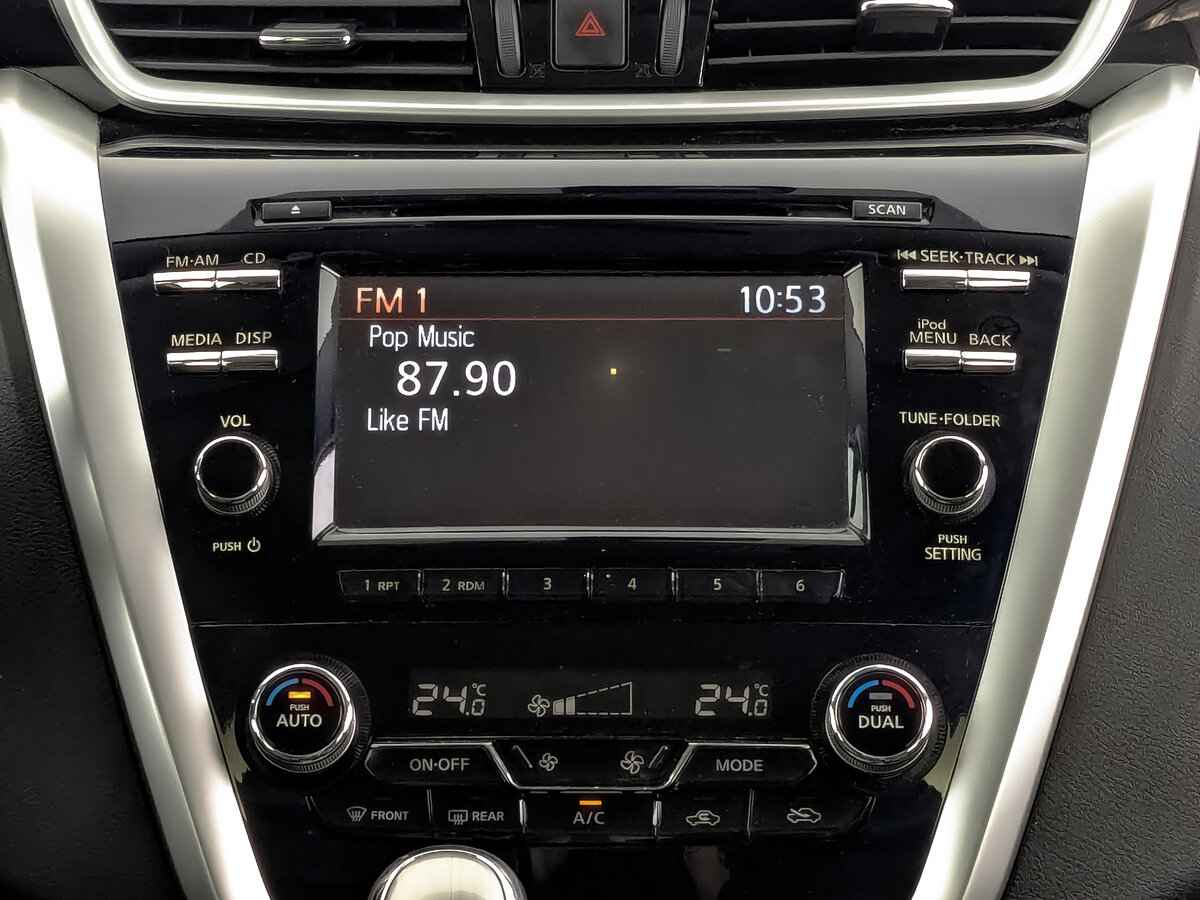 SCAN
FM·AM CD
SEEK·TRACK
FM 1 10:53
Pop Music
87.90
Like FM
MEDIA DISP
iPod
MENU BACK
VOL
TUNE·FOLDER
PUSH
PUSH
SETTING
1 RPT 2 RDM 3 4 5 6
24.0 °C 24.0 °C
PUSH
AUTO
PUSH
DUAL
ON·OFF MODE
FRONT REAR A/C